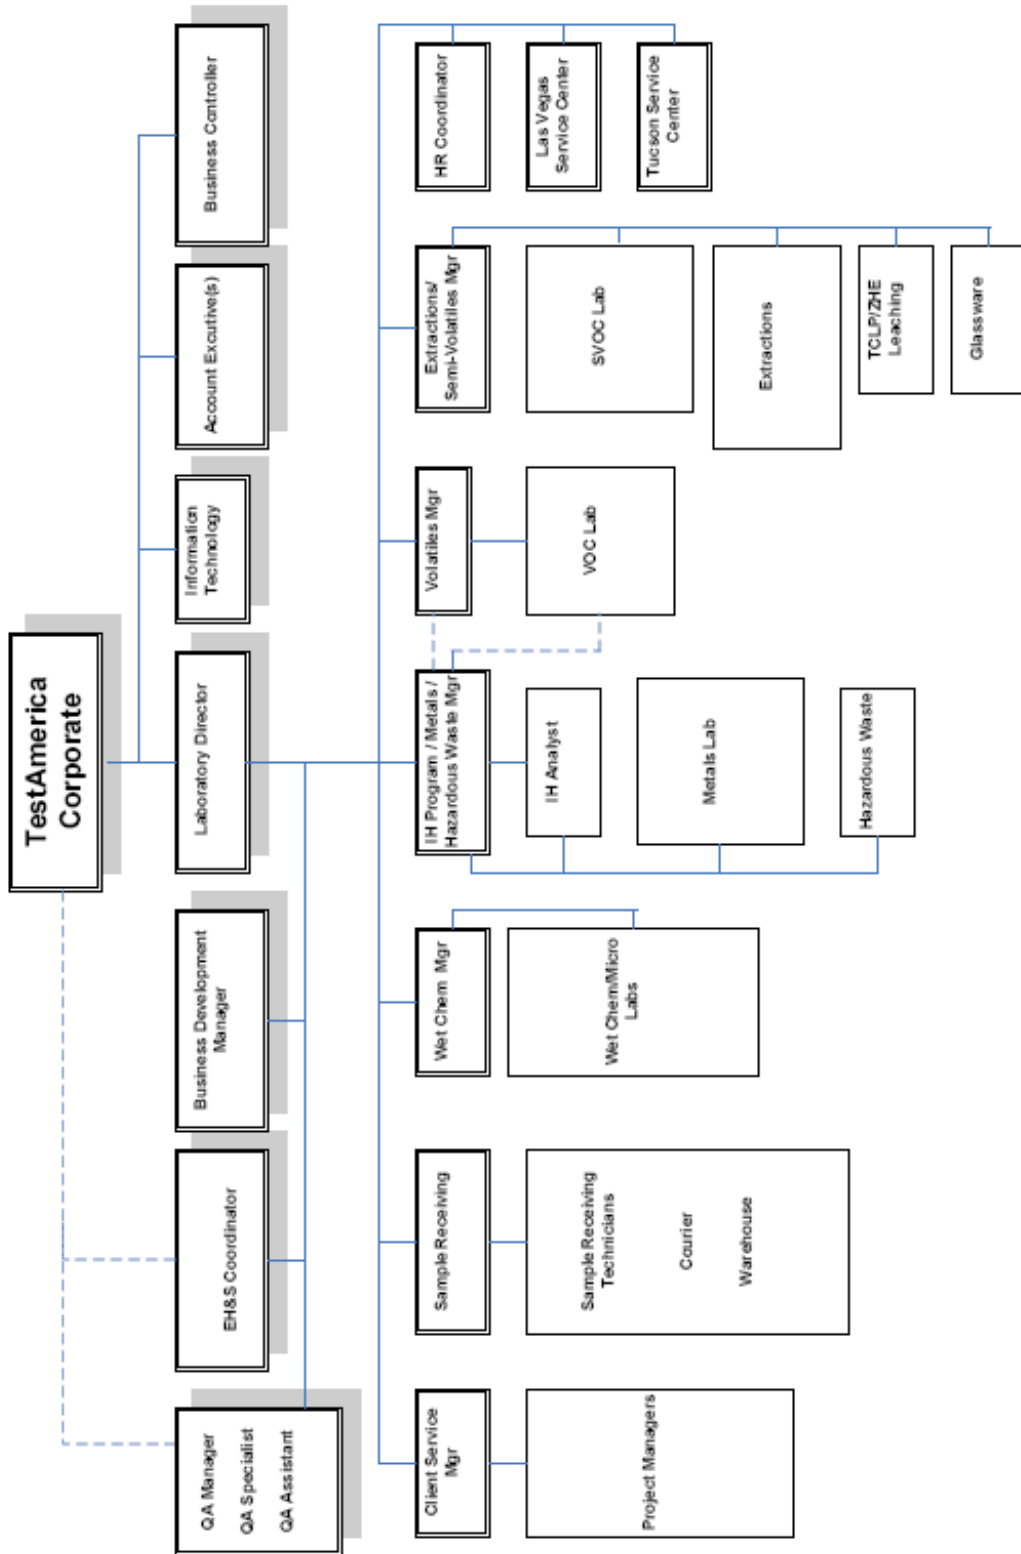 TestAmerica
Corporate
QA Manager
QA Specialist
QA Assistant
EH&S Coordinator
Business Development
Manager
Laboratory Director
Information
Technology
Account Excutive(s)
Business Controller
Client Service
Mgr
Sample Receiving
Wet Chem Mgr
IH Program / Metals /
Hazardous Waste Mgr
Volatiles Mgr
Extractions/
Semi-Volatiles Mgr
HR Coordinator
Project Managers
Sample Receiving
Technicians
Courier
Warehouse
Wet Chem/Micro
Labs
IH Analyst
Metals Lab
Hazardous Waste
VOC Lab
SVOC Lab
Extractions
TCLP/ZHE
Leaching
Glassware
Las Vegas
Service Center
Tucson Service
Center